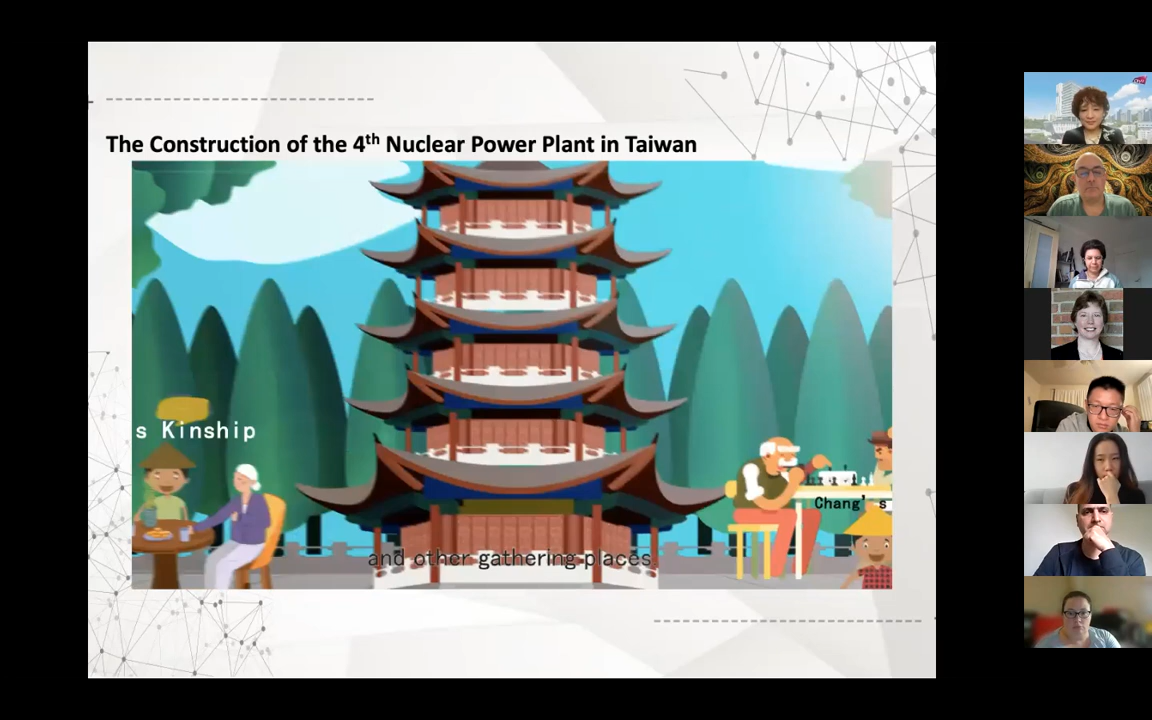 The Construction of the 4th Nuclear Power Plant in Taiwan
s Kinship
Chang's
and other gathering places